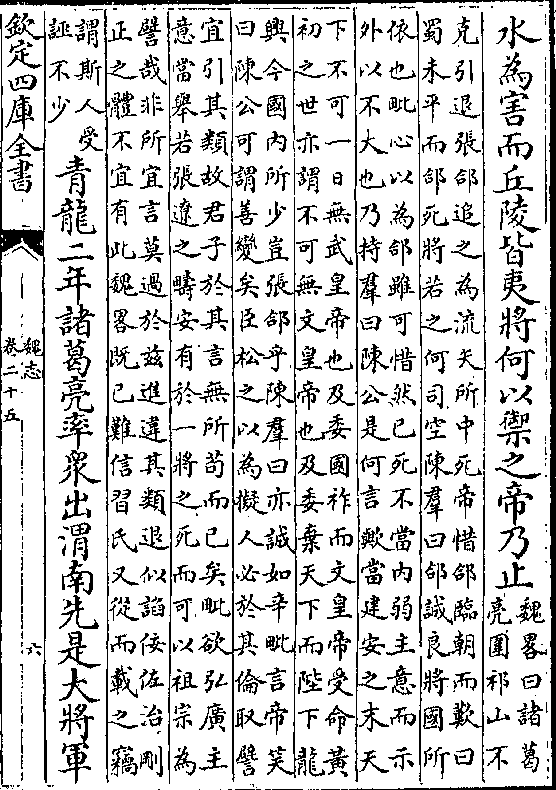 水為害而丘陵皆夷將何以禦之帝乃止
魏畧曰諸葛
亮圍祁山不
克引退張郃追之為流矢所中死帝惜郃臨朝而歎曰
蜀未平而郃死將若之何司空陳羣曰郃誠良將國所
依也毗心以為郃雖可惜然已死不當内弱主意而示
外以不大也乃持羣曰陳公是何言歟當建安之末天
下不可一日無武皇帝也及委國祚而文皇帝受命黄
初之世亦謂不可無文皇帝也及委棄天下而陛下龍
興今國内所少豈張郃乎陳羣曰亦誠如辛毗言帝笑
曰陳公可謂善變矣臣松之以為擬人必於其倫取譬
宜引其類故君子於其言無所茍而已矣毗欲弘廣主
意當舉若張遼之疇安有於一將之死而可以祖宗為
譬哉非所宜言莫過於兹進違其類退似諂佞佐治剛
正之體不宜有此魏畧既已難信習氏又從而載之竊
謂斯人受
誣不少
青龍二年諸葛亮率衆出渭南先是大將軍
欽定四庫全書
魏志
卷二十五
六